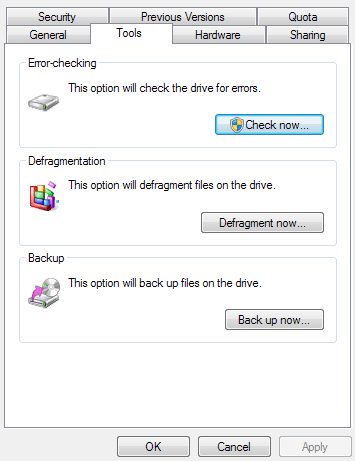 Security Previous Versions Quota
General Tools Hardware Sharing
Error-checking
This option will check the drive for errors.
Check now...
Defragmentation
This option will defragment files on the drive.
Defragment now...
Backup
This option will back up files on the drive.
Back up now...
OK Cancel Apply